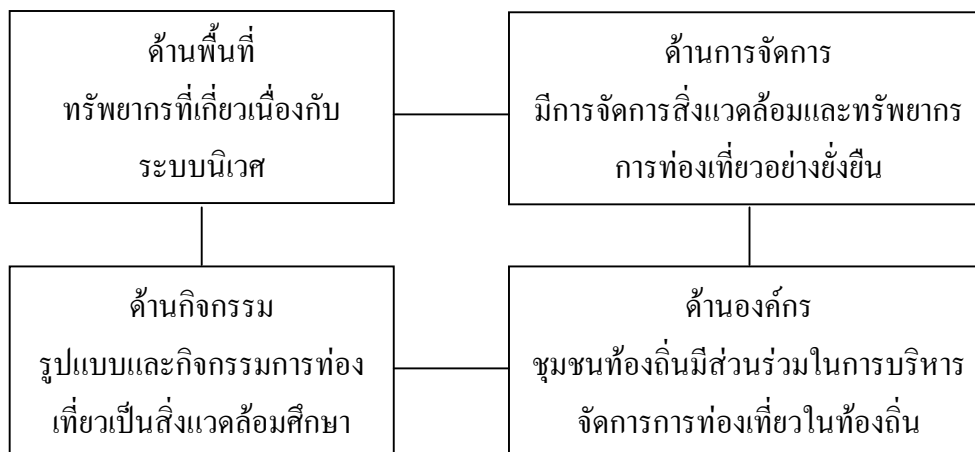 ด้านพื้นที่
ทรัพยากรที่เกี่ยวเนื่องกับ
ระบบนิเวศ
ด้านการจัดการ
มีการจัดการสิ่งแวดล้อมและทรัพยากร
การท่องเที่ยวอย่างยั่งยืน
ด้านกิจกรรม
รูปแบบและกิจกรรมการท่อง
เที่ยวเป็นสิ่งแวดล้อมศึกษา
ด้านองค์กร
ชุมชนท้องถิ่นมีส่วนร่วมในการบริหาร
จัดการการท่องเที่ยวในท้องถิ่น